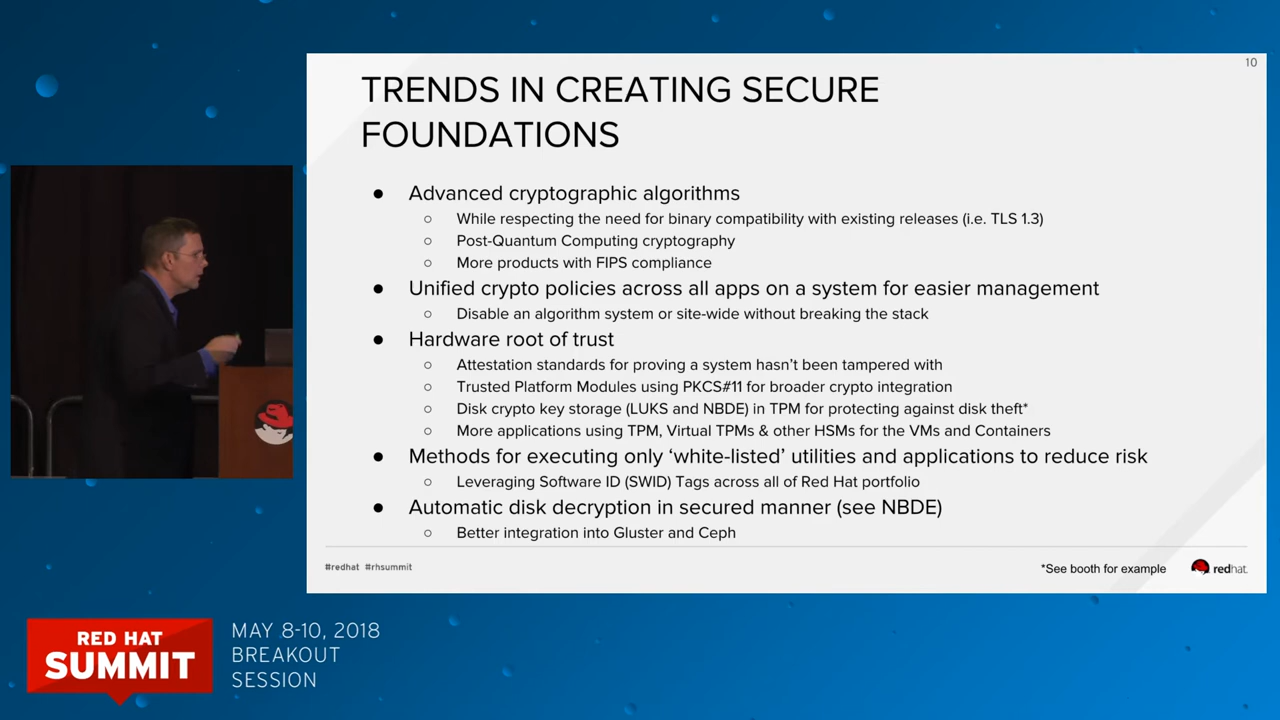 10
TRENDS IN CREATING SECURE
FOUNDATIONS
● Advanced cryptographic algorithms
○ While respecting the need for binary compatibility with existing releases (i.e. TLS 1.3)
○ Post-Quantum Computing cryptography
○ More products with FIPS compliance
● Unified crypto policies across all apps on a system for easier management
○ Disable an algorithm system or site-wide without breaking the stack
● Hardware root of trust
○ Attestation standards for proving a system hasn't been tampered with
○ Trusted Platform Modules using PKCS#11 for broader crypto integration
○ Disk crypto key storage (LUKS and NBDE) in TPM for protecting against disk theft*
○ More applications using TPM, Virtual TPMs & other HSMs for the VMs and Containers
● Methods for executing only ‘white-listed’ utilities and applications to reduce risk
○ Leveraging Software ID (SWID) Tags across all of Red Hat portfolio
● Automatic disk decryption in secured manner (see NBDE)
○ Better integration into Gluster and Ceph
#redhat #rhsummit
*See booth for example
redhat.
RED HAT
SUMMIT
MAY 8-10, 2018
BREAKOUT
SESSION